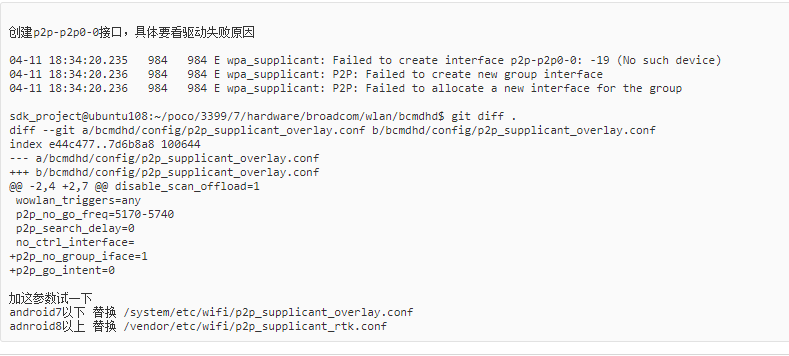 创建p2p-p2p0-0接口，具体要看驱动失败原因
04-11 18:34:20.235   984   984 E wpa_supplicant: Failed to create interface p2p-p2p0-0: -19 (No such device)
04-11 18:34:20.236   984   984 E wpa_supplicant: P2P: Failed to create new group interface
04-11 18:34:20.236   984   984 E wpa_supplicant: P2P: Failed to allocate a new interface for the group
sdk_project@ubuntu108:~/poco/3399/7/hardware/broadcom/wlan/bcmdhd$ git diff .
diff --git a/bcmdhd/config/p2p_supplicant_overlay.conf b/bcmdhd/config/p2p_supplicant_overlay.conf
index e44c477..7d6b8a8 100644
--- a/bcmdhd/config/p2p_supplicant_overlay.conf
+++ b/bcmdhd/config/p2p_supplicant_overlay.conf
@@ -2,4 +2,7 @@ disable_scan_offload=1
 wowlan_triggers=any
 p2p_no_go_freq=5170-5740
 p2p_search_delay=0
 no_ctrl_interface=
+p2p_no_group_iface=1
+p2p_go_intent=0
加这参数试一下
android7以下 替换 /system/etc/wifi/p2p_supplicant_overlay.conf
adnroid8以上 替换 /vendor/etc/wifi/p2p_supplicant_rtk.conf